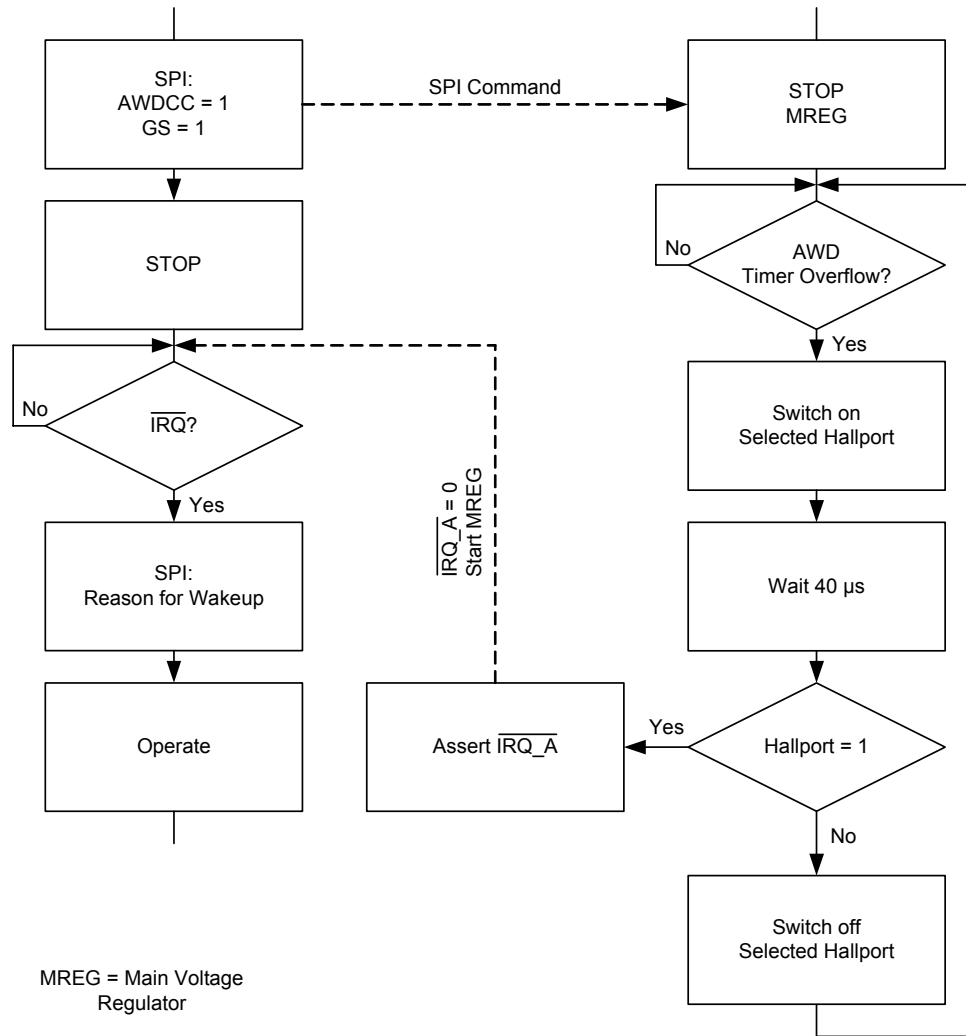 SPI:
AWDCC = 1
GS = 1
SPI Command
STOP
MREG
STOP
No
AWD
Timer Overflow?
Yes
No
IRQ?
Yes
Switch on
Selected Hallport
SPI:
Reason for Wakeup
IRQ_A = 0
Start MREG
Wait 40 µs
Operate
Assert IRQ_A
Yes
Hallport = 1
No
Switch off
Selected Hallport
MREG = Main Voltage
Regulator